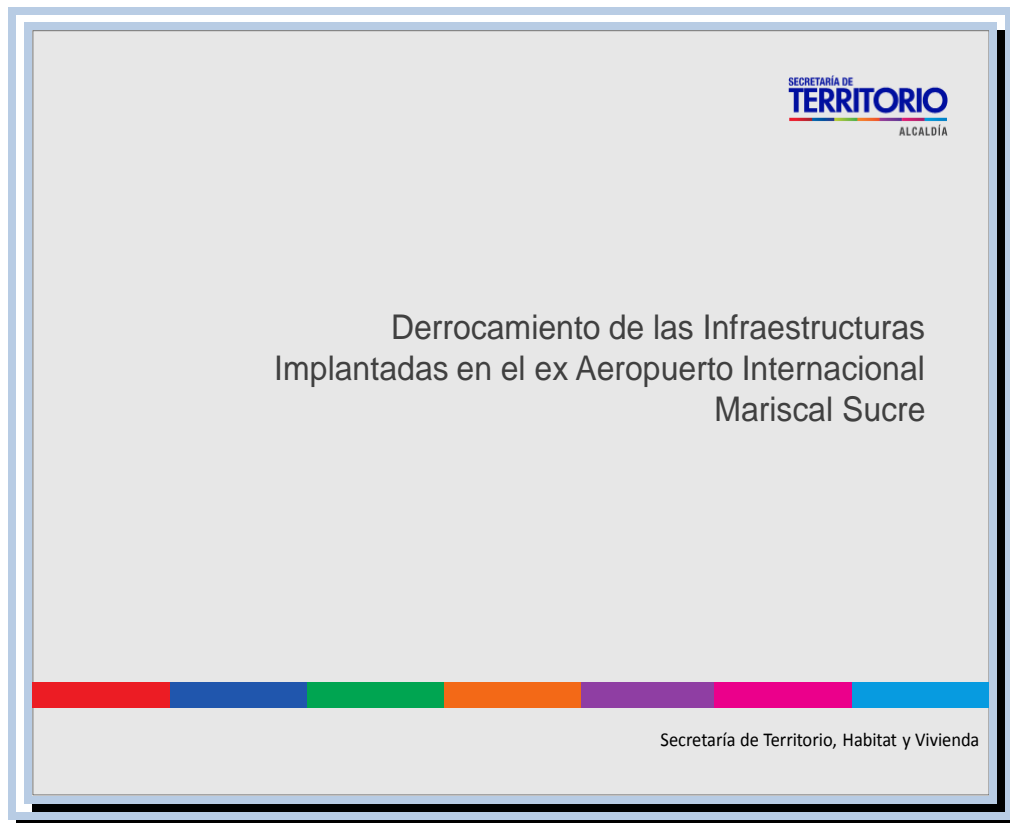 SECRETARÍA DE
TERRITORIO
ALCALDÍA
Derrocamiento de las Infraestructuras
Implantadas en el ex Aeropuerto Internacional
Mariscal Sucre
Secretaría de Territorio, Habitat y Vivienda